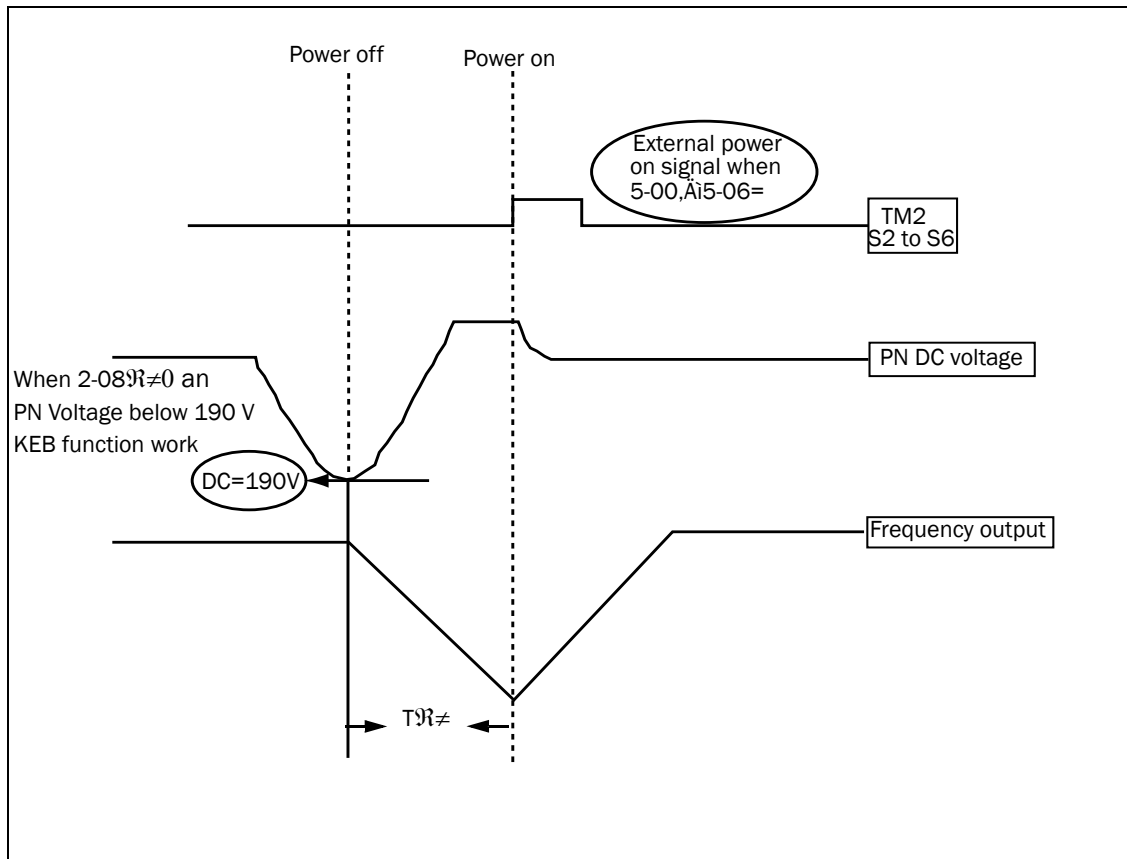 Power off
Power on
External power
on signal when
5-00‚Äì5-06=
TM2
S2 to S6
PN DC voltage
When 2-08ℜ≠0 an
PN Voltage below 190 V
KEB function work
DC=190V
Frequency output
Tℜ≠